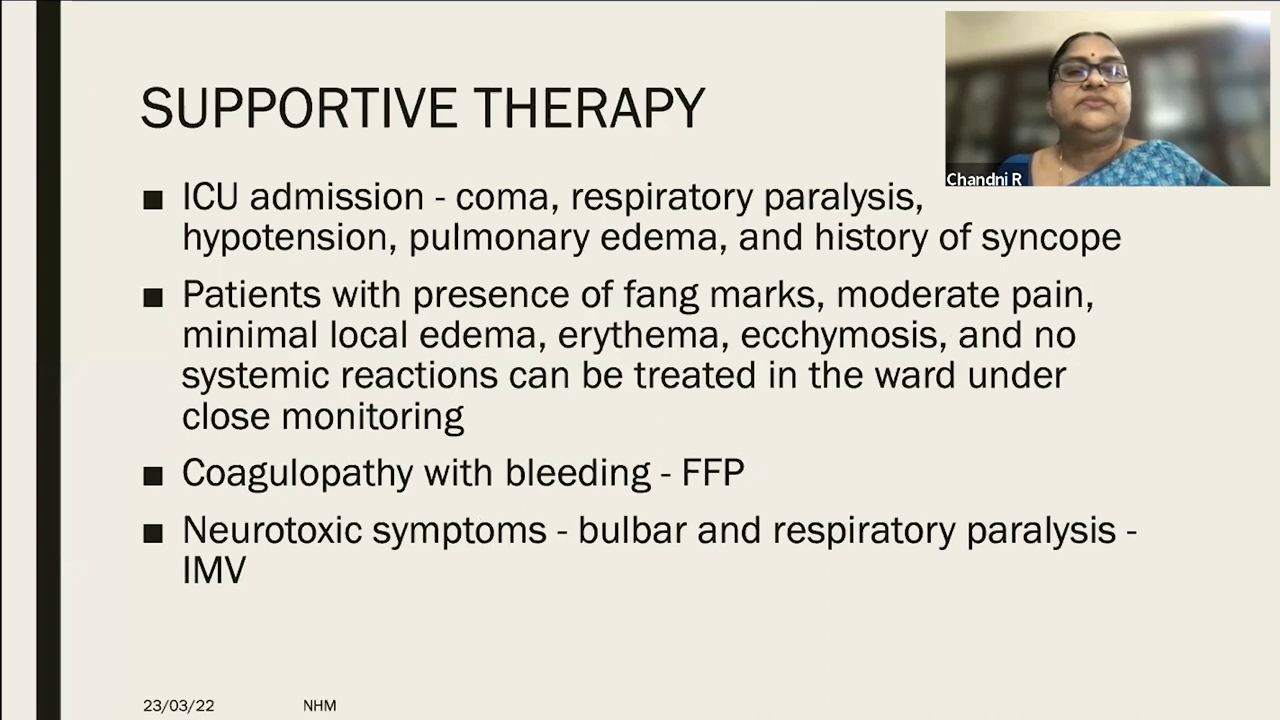 SUPPORTIVE THERAPY
Chandni R
■ ICU admission - coma, respiratory paralysis,
hypotension, pulmonary edema, and history of syncope
■ Patients with presence of fang marks, moderate pain,
minimal local edema, erythema, ecchymosis, and no
systemic reactions can be treated in the ward under
close monitoring
■ Coagulopathy with bleeding - FFP
■ Neurotoxic symptoms - bulbar and respiratory paralysis -
IMV
23/03/22 NHM